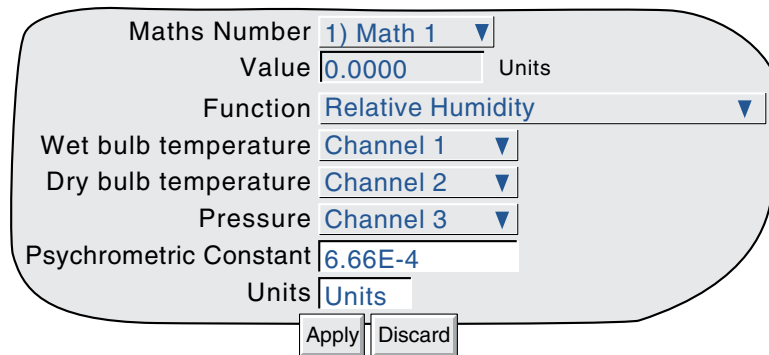 Maths Number 1) Math 1
Value 0.0000 Units
Function Relative Humidity
Wet bulb temperature Channel 1
Dry bulb temperature Channel 2
Pressure Channel 3
Psychrometric Constant 6.66E-4
Units Units
Apply Discard